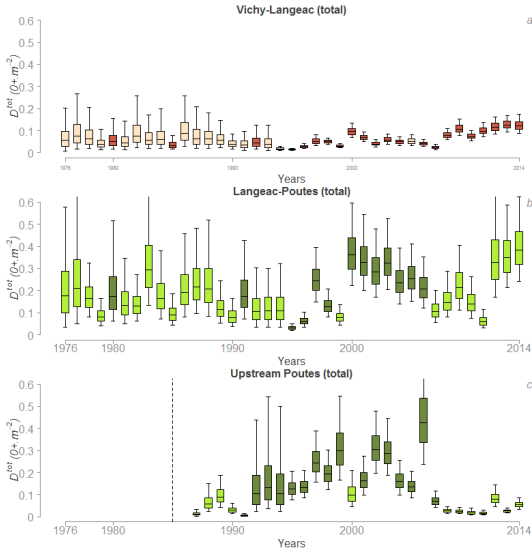 Vichy-Langeac (total)
a
0.6
0.5
0.4
0.3
0.2
0.1
0
D^tot (0+.m^-2)
1976 1980 1990 2000 2014
Years
Langeac-Poutes (total)
b
0.6
0.5
0.4
0.3
0.2
0.1
0
D^tot (0+.m^-2)
1976 1980 1990 2000 2014
Years
Upstream Poutes (total)
c
0.6
0.5
0.4
0.3
0.2
0.1
0
D^tot (0+.m^-2)
1976 1980 1990 2000 2014
Years